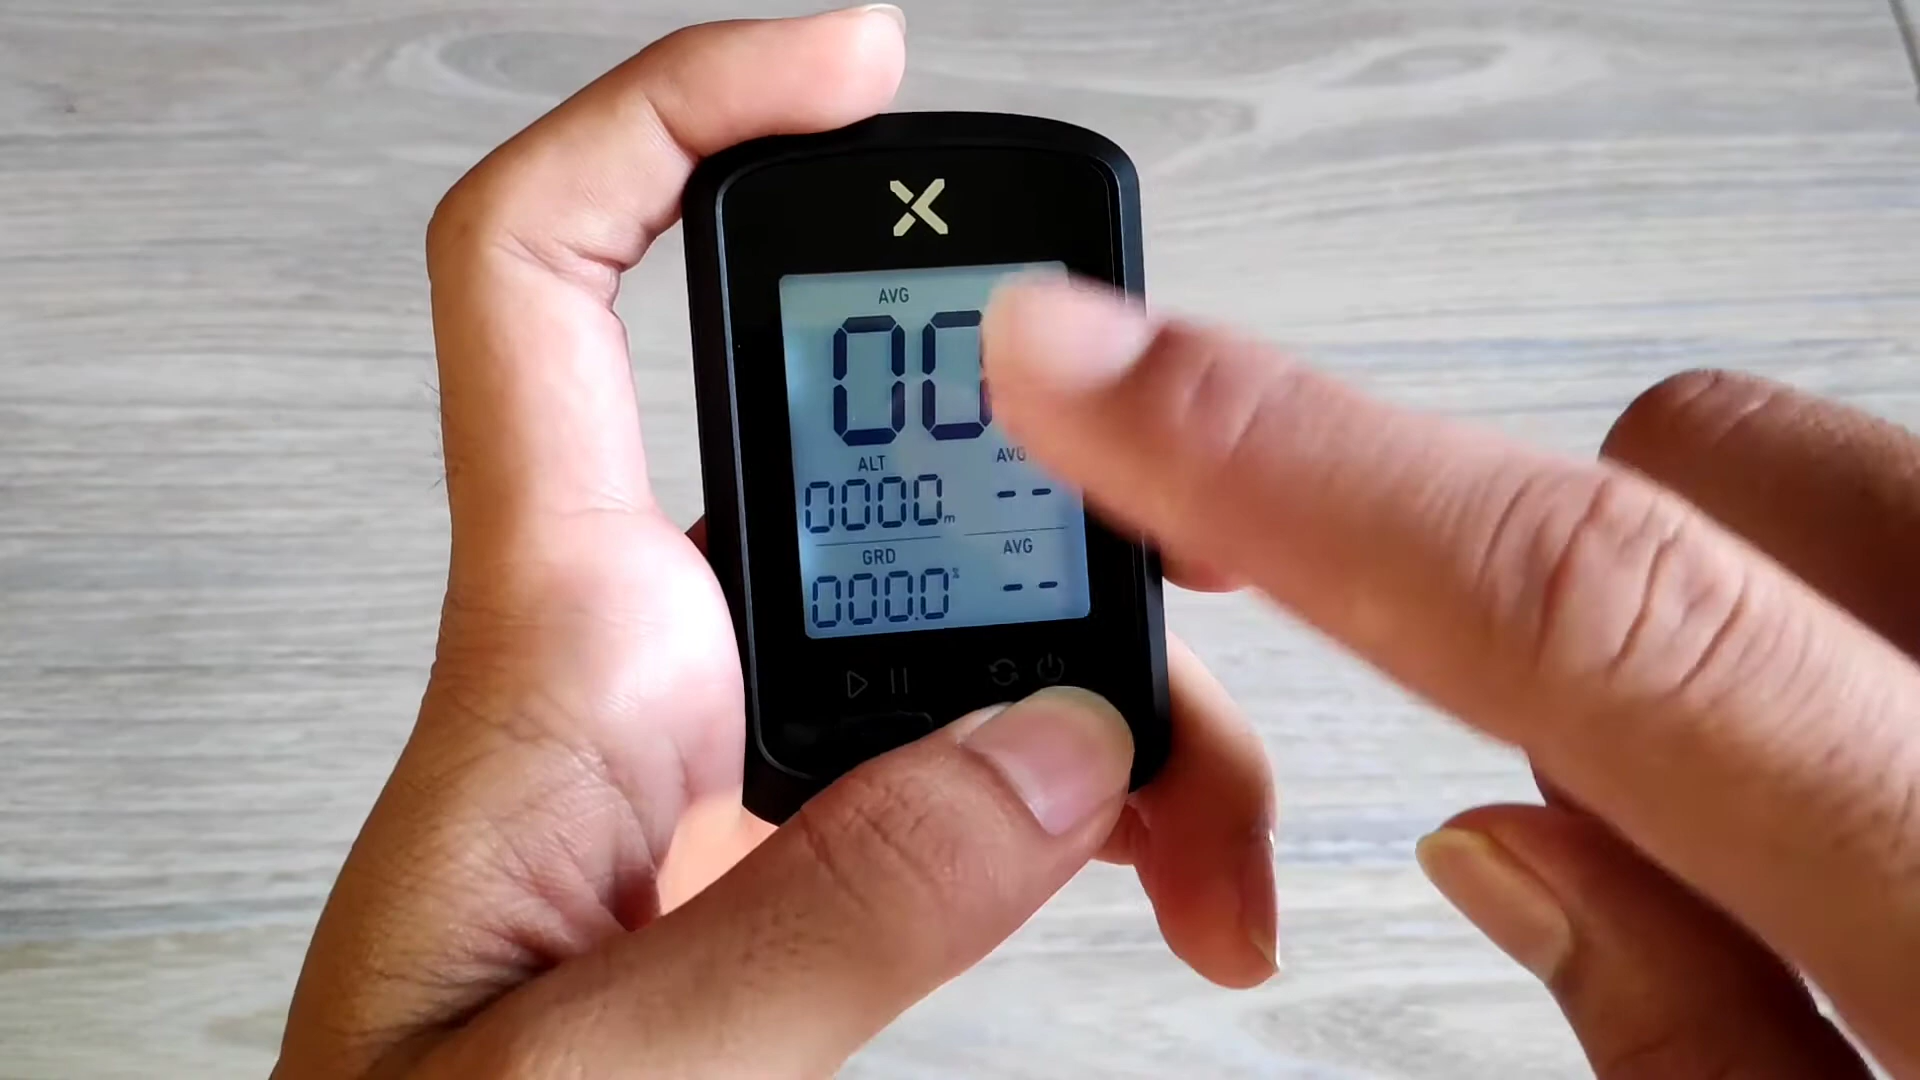 AVG
00
ALT AVG
0000m --
GRD AVG
000.0% --